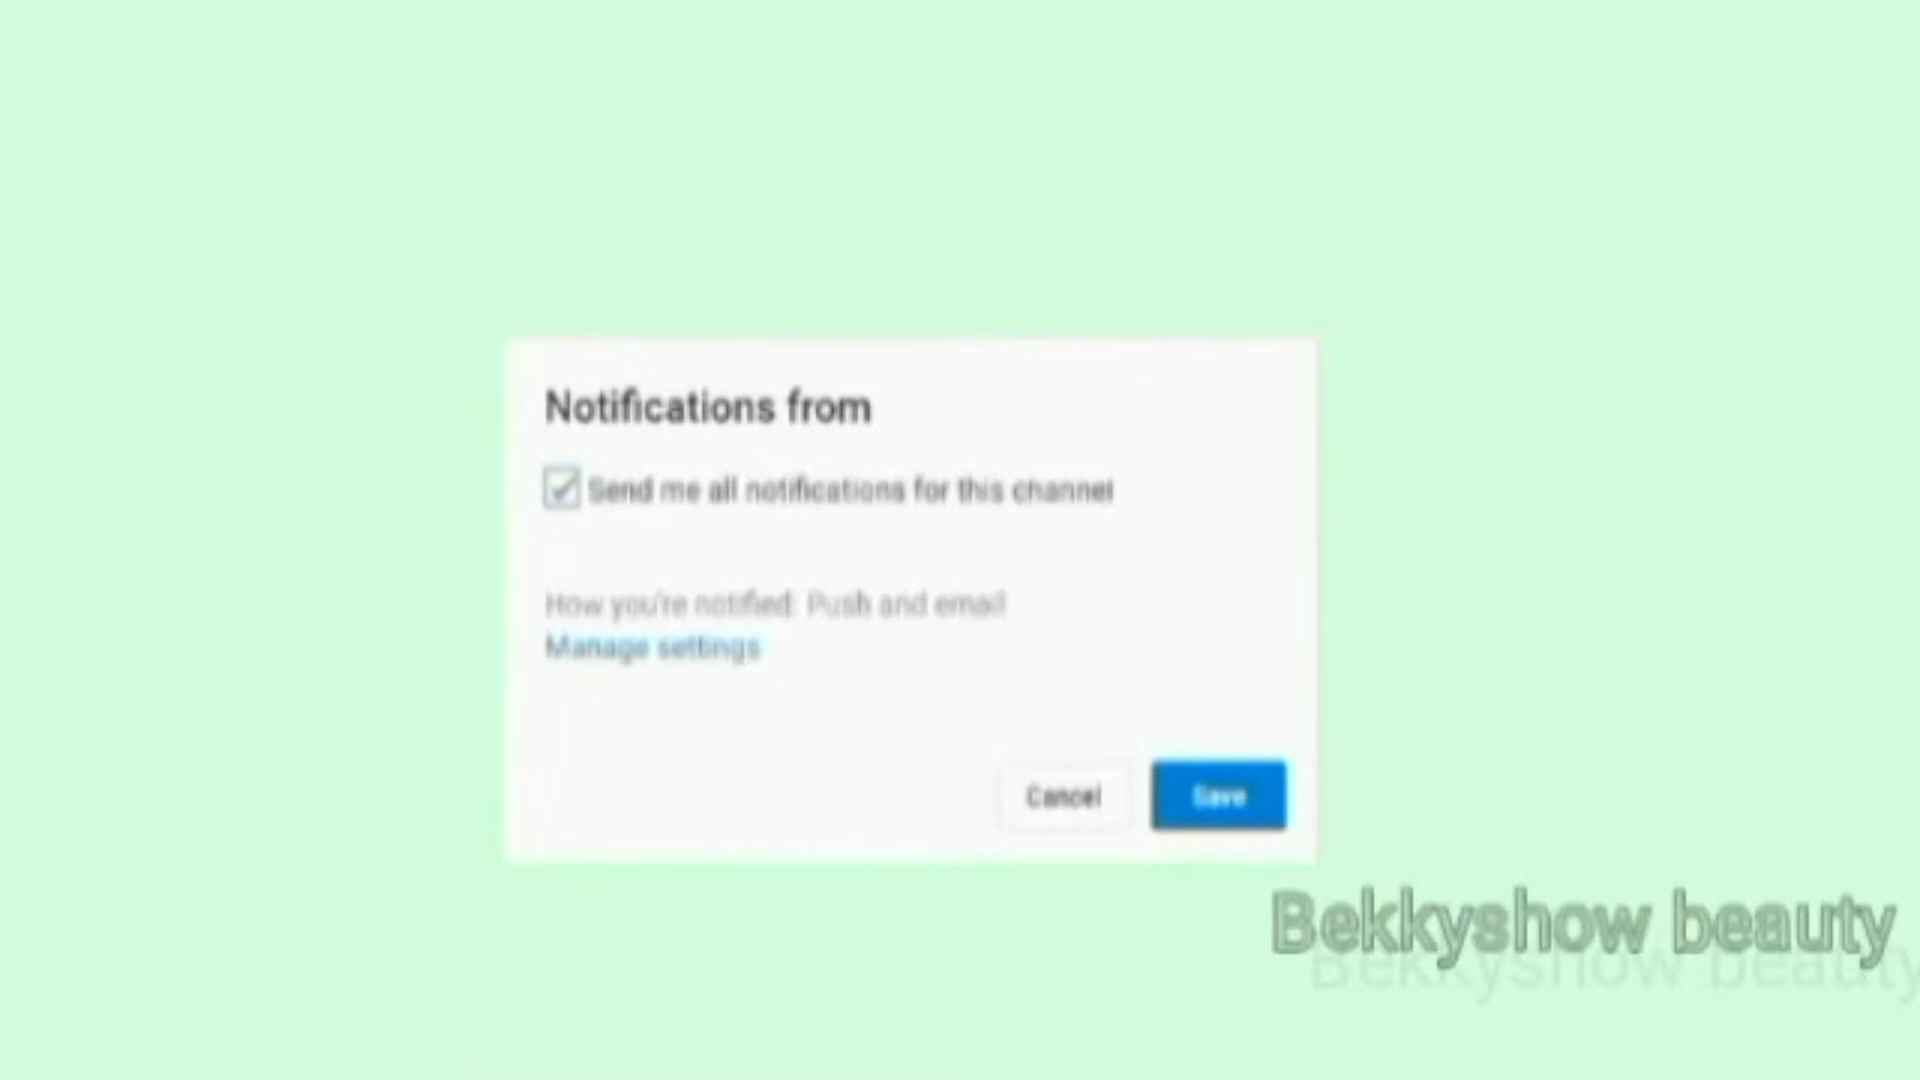 Notifications from
Send me all notifications for this channel
How you're notified: Push and email
Manage settings
Cancel
Save
Bekkyshow beauty
Bekkyshow beauty